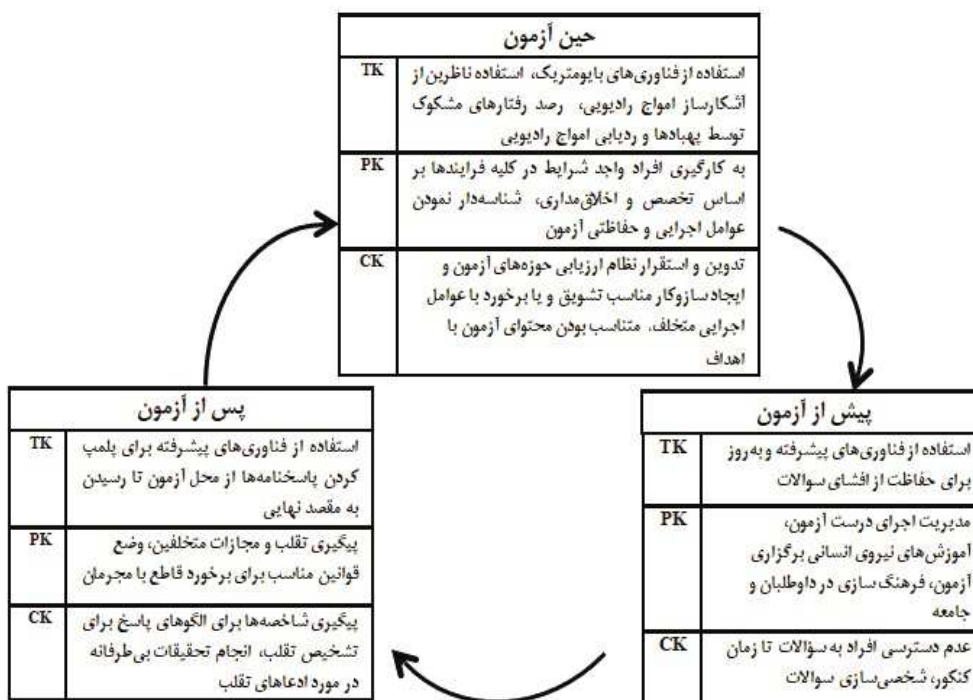 حین آزمون
TK
استفاده از فناوری‌های بایومتریک، استفاده ناظرین از
آشکارساز امواج رادیویی، رصد رفتارهای مشکوک
توسط پهبادها و ردیابی امواج رادیویی
PK
به کارگیری افراد واجد شرایط در کلیه فرایندها بر
اساس تخصص و اخلاق‌مداری، شناسه‌دار نمودن
عوامل اجرایی و حفاظتی آزمون
CK
تدوین و استقرار نظام ارزیابی حوزه‌های آزمون و
ایجاد سازوکار مناسب تشویق و یا برخورد با عوامل
اجرایی متخلف، متناسب بودن محتوای آزمون با
اهداف
پیش از آزمون
TK
استفاده از فناوری‌های پیشرفته و به‌روز
برای حفاظت از افشای سوالات
PK
مدیریت اجرای درست آزمون،
آموزش‌های نیروی انسانی برگزاری
آزمون، فرهنگ سازی در داوطلبان و
جامعه
CK
عدم دسترسی افراد به سؤالات تا زمان
کنکور، شخصی‌سازی سوالات
پس از آزمون
TK
استفاده از فناوری‌های پیشرفته برای پلمپ
کردن پاسخنامه‌ها از محل آزمون تا رسیدن
به مقصد نهایی
PK
پیگیری تقلب و مجازات متخلفین، وضع
قوانین مناسب برای برخورد قاطع با مجرمان
CK
پیگیری شاخصه‌ها برای الگوهای پاسخ برای
تشخیص تقلب، انجام تحقیقات بی‌طرفانه
در مورد ادعاهای تقلب